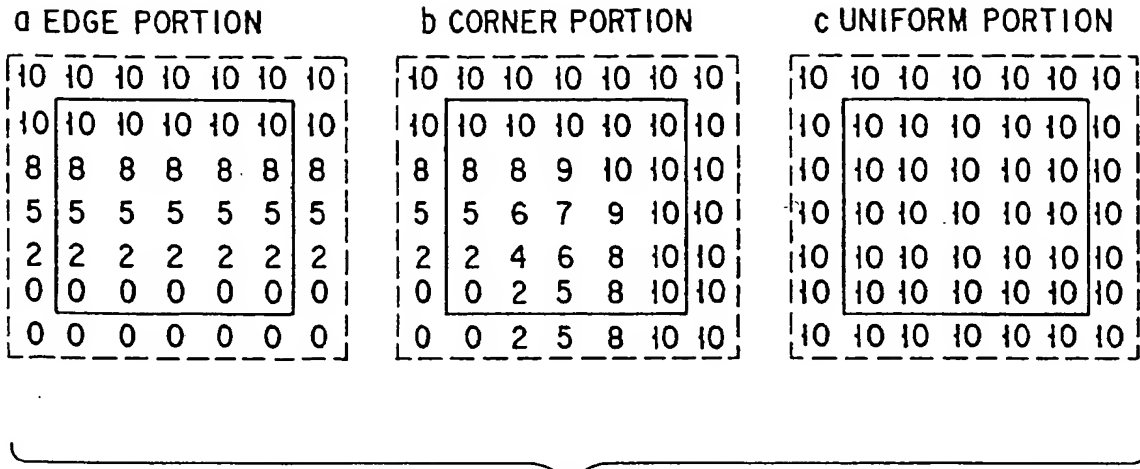 a EDGE PORTION b CORNER PORTION c UNIFORM PORTION
10 10 10 10 10 10 10 10 10 10 10 10 10 10 10 10 10 10 10 10 10
10 10 10 10 10 10 10 10 10 10 10 10 10 10 10 10 10 10 10 10 10
8 8 8 8 8 8 8 8 8 8 9 10 10 10 10 10 10 10 10 10 10
5 5 5 5 5 5 5 5 5 6 7 9 10 10 10 10 10 10 10 10 10
2 2 2 2 2 2 2 2 2 4 6 8 10 10 10 10 10 10 10 10 10
0 0 0 0 0 0 0 0 0 2 5 8 10 10 10 10 10 10 10 10 10
0 0 0 0 0 0 0 0 0 2 5 8 10 10 10 10 10 10 10 10 10